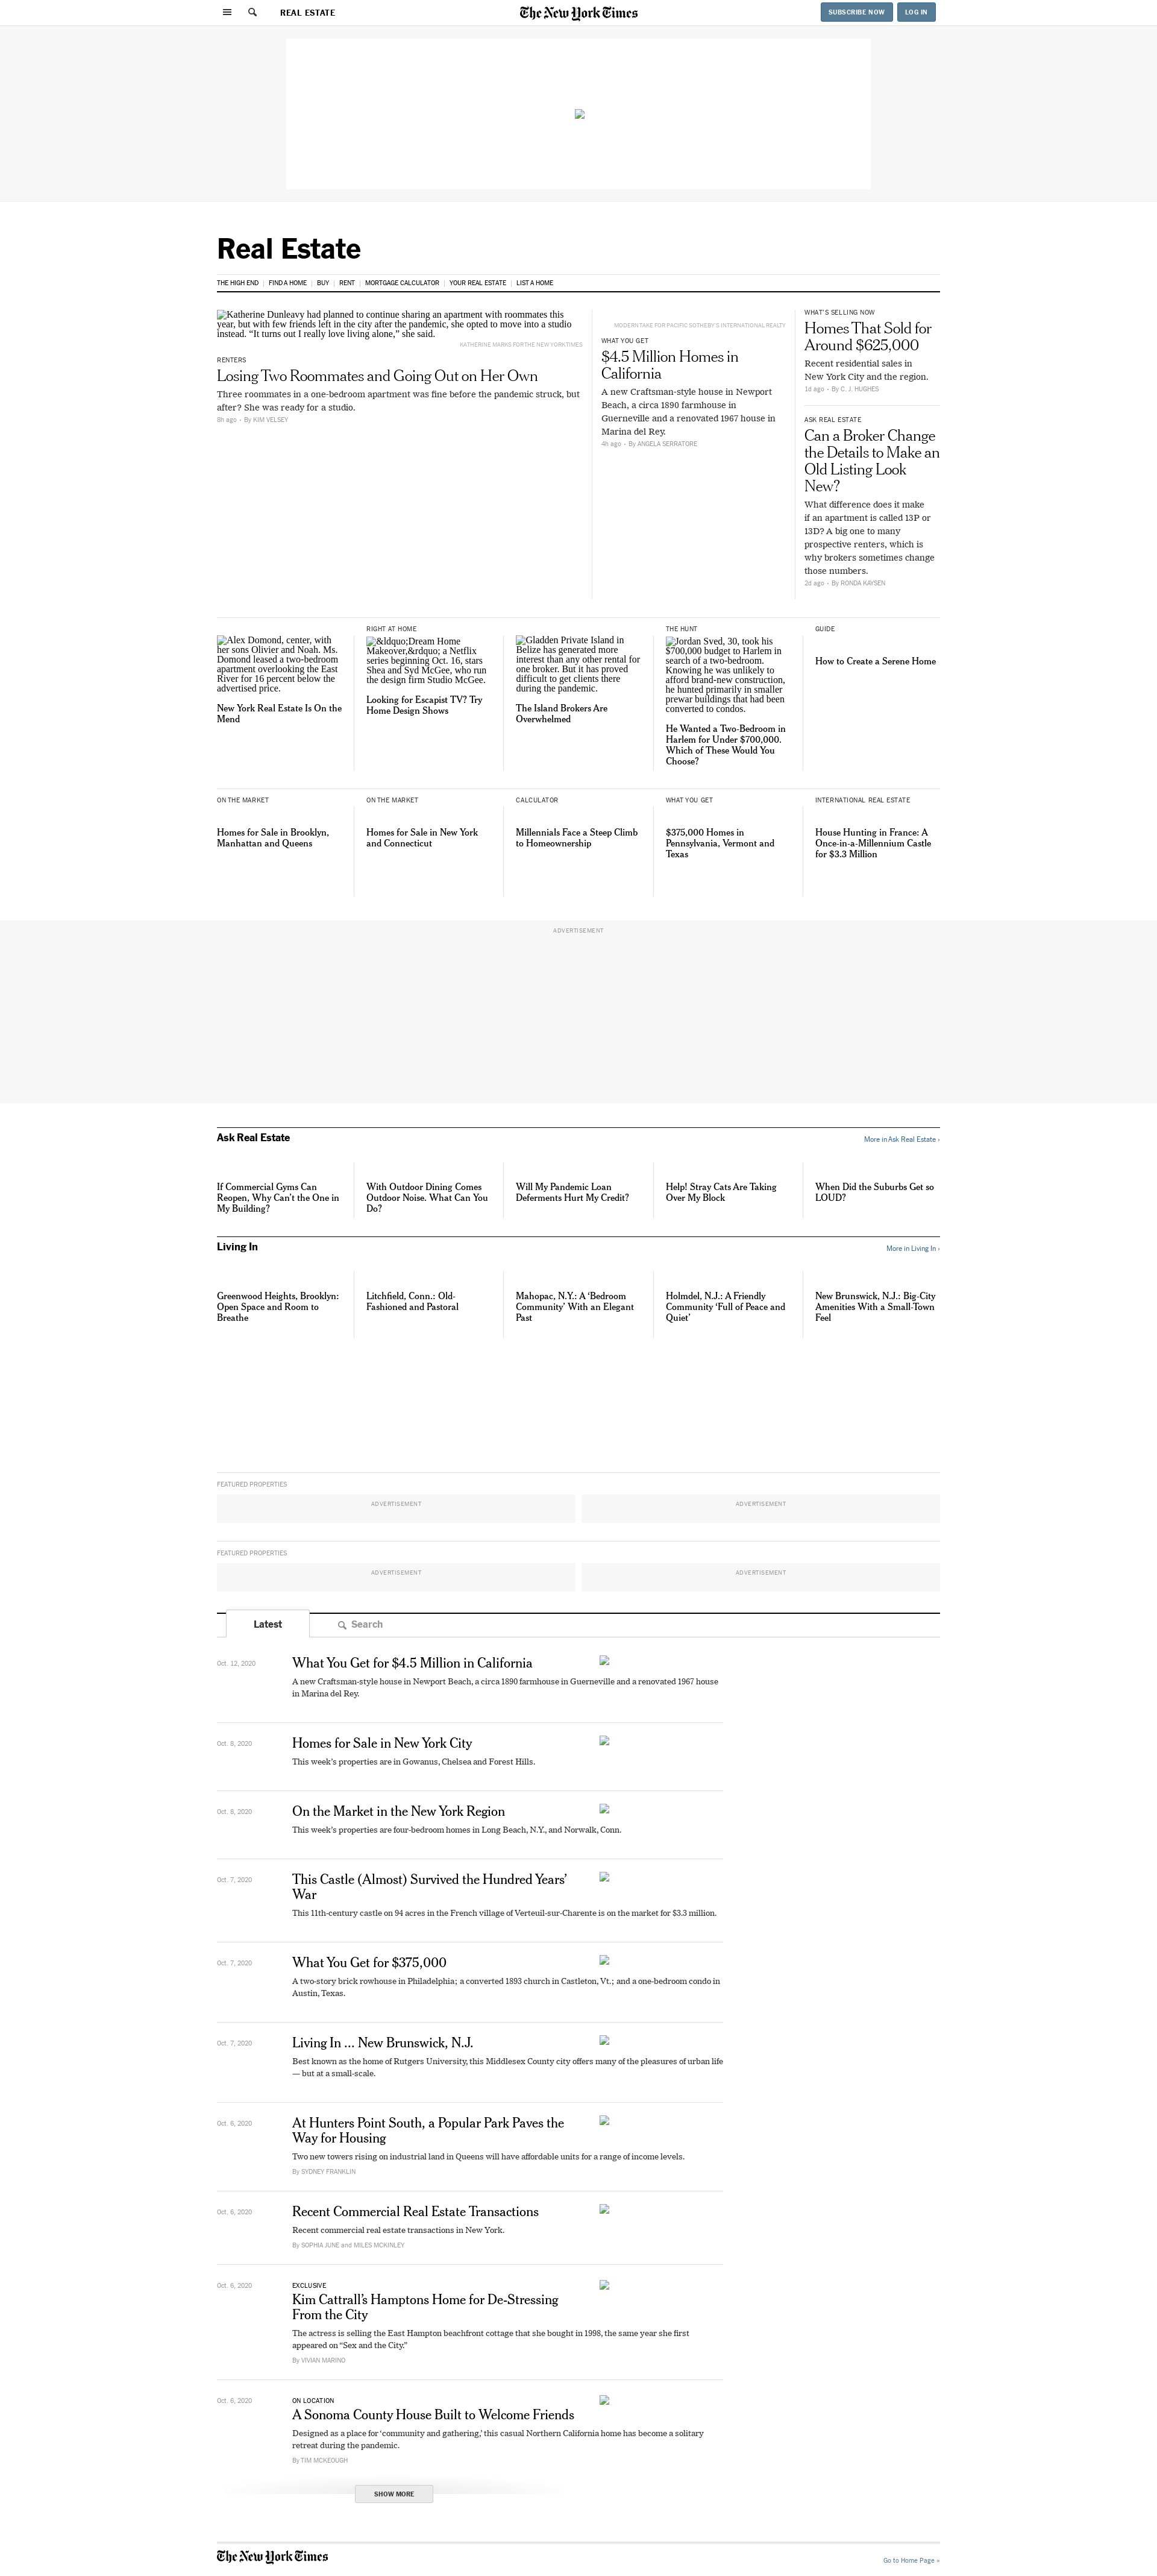 REAL ESTATE
The New York Times
SUBSCRIBE NOW
LOG IN
Real Estate
THE HIGH END
FIND A HOME
BUY
RENT
MORTGAGE CALCULATOR
YOUR REAL ESTATE
LIST A HOME
Katherine Dunleavy had planned to continue sharing an apartment with roommates this
year, but with few friends left in the city after the pandemic, she opted to move into a studio
instead. “It turns out I really love living alone,” she said.
KATHERINE MARKS FOR THE NEW YORK TIMES
RENTERS
Losing Two Roommates and Going Out on Her Own
Three roommates in a one-bedroom apartment was fine before the pandemic struck, but
after? She was ready for a studio.
8h ago - By KIM VELSEY
MODERN TAKE FOR PACIFIC SOTHEBY'S INTERNATIONAL REALTY
WHAT YOU GET
$4.5 Million Homes in
California
A new Craftsman-style house in Newport
Beach, a circa 1890 farmhouse in
Guerneville and a renovated 1967 house in
Marina del Rey.
4h ago - By ANGELA SERRATORE
WHAT'S SELLING NOW
Homes That Sold for
Around $625,000
Recent residential sales in
New York City and the region.
1d ago - By C. J. HUGHES
ASK REAL ESTATE
Can a Broker Change
the Details to Make an
Old Listing Look
New?
What difference does it make
if an apartment is called 13P or
13D? A big one to many
prospective renters, which is
why brokers sometimes change
those numbers.
2d ago - By RONDA KAYSEN
Alex Domond, center, with
her sons Olivier and Noah. Ms.
Domond leased a two-bedroom
apartment overlooking the East
River for 16 percent below the
advertised price.
New York Real Estate Is On the
Mend
RIGHT AT HOME
&ldquo;Dream Home
Makeover,&rdquo; a Netflix
series beginning Oct. 16, stars
Shea and Syd McGee, who run
the design firm Studio McGee.
Looking for Escapist TV? Try
Home Design Shows
Gladden Private Island in
Belize has generated more
interest than any other rental for
one broker. But it has proved
difficult to get clients there
during the pandemic.
The Island Brokers Are
Overwhelmed
THE HUNT
Jordan Sved, 30, took his
$700,000 budget to Harlem in
search of a two-bedroom.
Knowing he was unlikely to
afford brand-new construction,
he hunted primarily in smaller
prewar buildings that had been
converted to condos.
He Wanted a Two-Bedroom in
Harlem for Under $700,000.
Which of These Would You
Choose?
GUIDE
How to Create a Serene Home
ON THE MARKET
Homes for Sale in Brooklyn,
Manhattan and Queens
ON THE MARKET
Homes for Sale in New York
and Connecticut
CALCULATOR
Millennials Face a Steep Climb
to Homeownership
WHAT YOU GET
$375,000 Homes in
Pennsylvania, Vermont and
Texas
INTERNATIONAL REAL ESTATE
House Hunting in France: A
Once-in-a-Millennium Castle
for $3.3 Million
ADVERTISEMENT
Ask Real Estate
More in Ask Real Estate ›
If Commercial Gyms Can
Reopen, Why Can’t the One in
My Building?
With Outdoor Dining Comes
Outdoor Noise. What Can You
Do?
Will My Pandemic Loan
Deferments Hurt My Credit?
Help! Stray Cats Are Taking
Over My Block
When Did the Suburbs Get so
LOUD?
Living In
More in Living In ›
Greenwood Heights, Brooklyn:
Open Space and Room to
Breathe
Litchfield, Conn.: Old-
Fashioned and Pastoral
Mahopac, N.Y.: A ‘Bedroom
Community’ With an Elegant
Past
Holmdel, N.J.: A Friendly
Community ‘Full of Peace and
Quiet’
New Brunswick, N.J.: Big-City
Amenities With a Small-Town
Feel
FEATURED PROPERTIES
ADVERTISEMENT
ADVERTISEMENT
FEATURED PROPERTIES
ADVERTISEMENT
ADVERTISEMENT
Latest
Search
Oct. 12, 2020
What You Get for $4.5 Million in California
A new Craftsman-style house in Newport Beach, a circa 1890 farmhouse in Guerneville and a renovated 1967 house
in Marina del Rey.
Oct. 8, 2020
Homes for Sale in New York City
This week’s properties are in Gowanus, Chelsea and Forest Hills.
Oct. 8, 2020
On the Market in the New York Region
This week’s properties are four-bedroom homes in Long Beach, N.Y., and Norwalk, Conn.
Oct. 7, 2020
This Castle (Almost) Survived the Hundred Years’
War
This 11th-century castle on 94 acres in the French village of Verteuil-sur-Charente is on the market for $3.3 million.
Oct. 7, 2020
What You Get for $375,000
A two-story brick rowhouse in Philadelphia; a converted 1893 church in Castleton, Vt.; and a one-bedroom condo in
Austin, Texas.
Oct. 7, 2020
Living In ... New Brunswick, N.J.
Best known as the home of Rutgers University, this Middlesex County city offers many of the pleasures of urban life
— but at a small-scale.
Oct. 6, 2020
At Hunters Point South, a Popular Park Paves the
Way for Housing
Two new towers rising on industrial land in Queens will have affordable units for a range of income levels.
By SYDNEY FRANKLIN
Oct. 6, 2020
Recent Commercial Real Estate Transactions
Recent commercial real estate transactions in New York.
By SOPHIA JUNE and MILES MCKINLEY
Oct. 6, 2020
EXCLUSIVE
Kim Cattrall’s Hamptons Home for De-Stressing
From the City
The actress is selling the East Hampton beachfront cottage that she bought in 1998, the same year she first
appeared on “Sex and the City.”
By VIVIAN MARINO
Oct. 6, 2020
ON LOCATION
A Sonoma County House Built to Welcome Friends
Designed as a place for ‘community and gathering,’ this casual Northern California home has become a solitary
retreat during the pandemic.
By TIM MCKEOUGH
SHOW MORE
The New York Times
Go to Home Page »